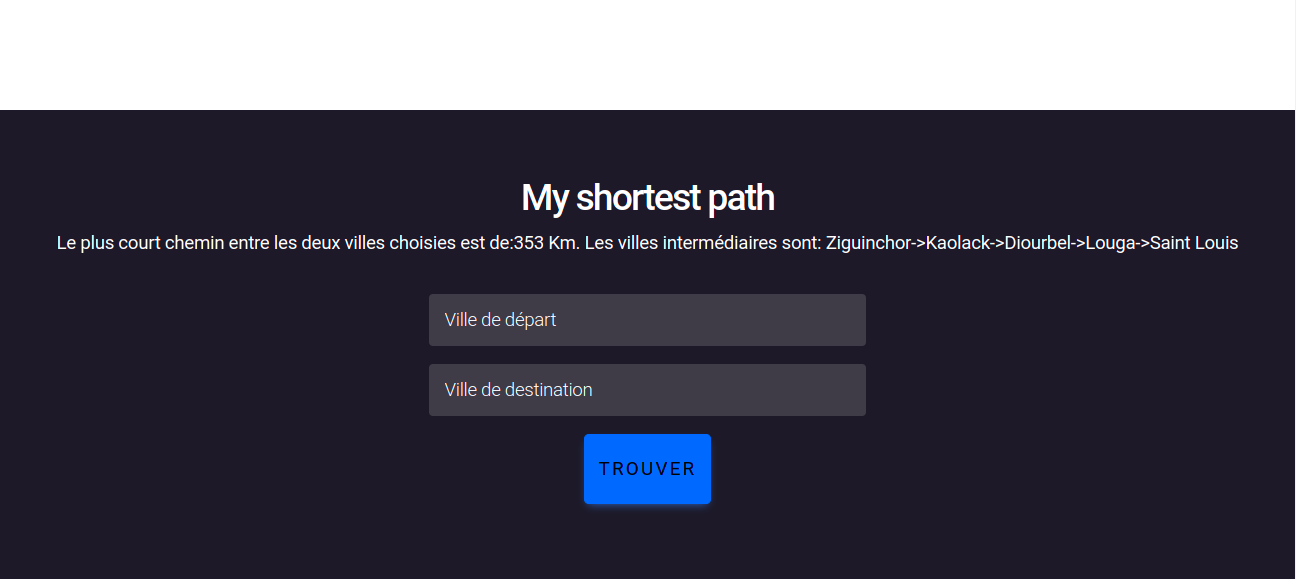 My shortest path
Le plus court chemin entre les deux villes choisies est de:353 Km. Les villes intermédiaires sont: Ziguinchor->Kaolack->Diourbel->Louga->Saint Louis
Ville de départ
Ville de destination
TROUVER